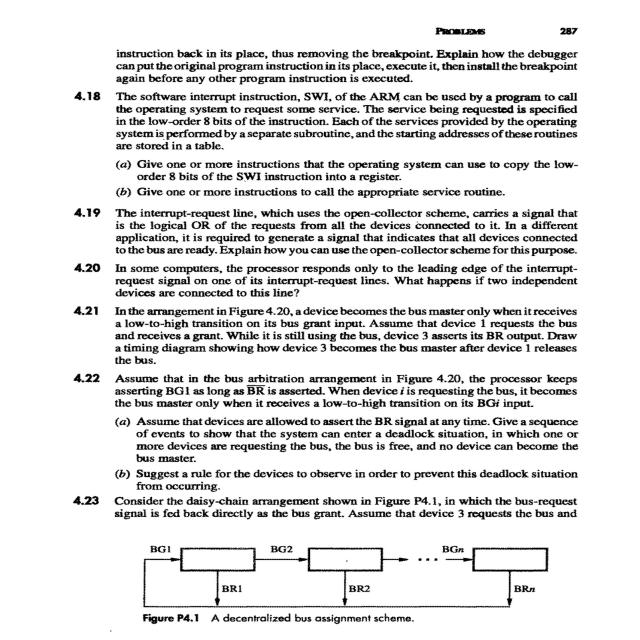 PROBLEMS 287
instruction back in its place, thus removing the breakpoint. Explain how the debugger
can put the original program instruction in its place, execute it, then install the breakpoint
again before any other program instruction is executed.
4.18 The software interrupt instruction, SWI, of the ARM can be used by a program to call
the operating system to request some service. The service being requested is specified
in the low-order 8 bits of the instruction. Each of the services provided by the operating
system is performed by a separate subroutine, and the starting addresses of these routines
are stored in a table.
(a) Give one or more instructions that the operating system can use to copy the low-
order 8 bits of the SWI instruction into a register.
(b) Give one or more instructions to call the appropriate service routine.
4.19 The interrupt-request line, which uses the open-collector scheme, carries a signal that
is the logical OR of the requests from all the devices connected to it. In a different
application, it is required to generate a signal that indicates that all devices connected
to the bus are ready. Explain how you can use the open-collector scheme for this purpose.
4.20 In some computers, the processor responds only to the leading edge of the interrupt-
request signal on one of its interrupt-request lines. What happens if two independent
devices are connected to this line?
4.21 In the arrangement in Figure 4.20, a device becomes the bus master only when it receives
a low-to-high transition on its bus grant input. Assume that device 1 requests the bus
and receives a grant. While it is still using the bus, device 3 asserts its BR output. Draw
a timing diagram showing how device 3 becomes the bus master after device 1 releases
the bus.
4.22 Assume that in the bus arbitration arrangement in Figure 4.20, the processor keeps
asserting BG1 as long as B̅R̅ is asserted. When device i is requesting the bus, it becomes
the bus master only when it receives a low-to-high transition on its BGi input.
(a) Assume that devices are allowed to assert the BR signal at any time. Give a sequence
of events to show that the system can enter a deadlock situation, in which one or
more devices are requesting the bus, the bus is free, and no device can become the
bus master.
(b) Suggest a rule for the devices to observe in order to prevent this deadlock situation
from occurring.
4.23 Consider the daisy-chain arrangement shown in Figure P4.1, in which the bus-request
signal is fed back directly as the bus grant. Assume that device 3 requests the bus and
BG1 BG2 BGn
BR1 BR2 BRn
Figure P4.1 A decentralized bus assignment scheme.